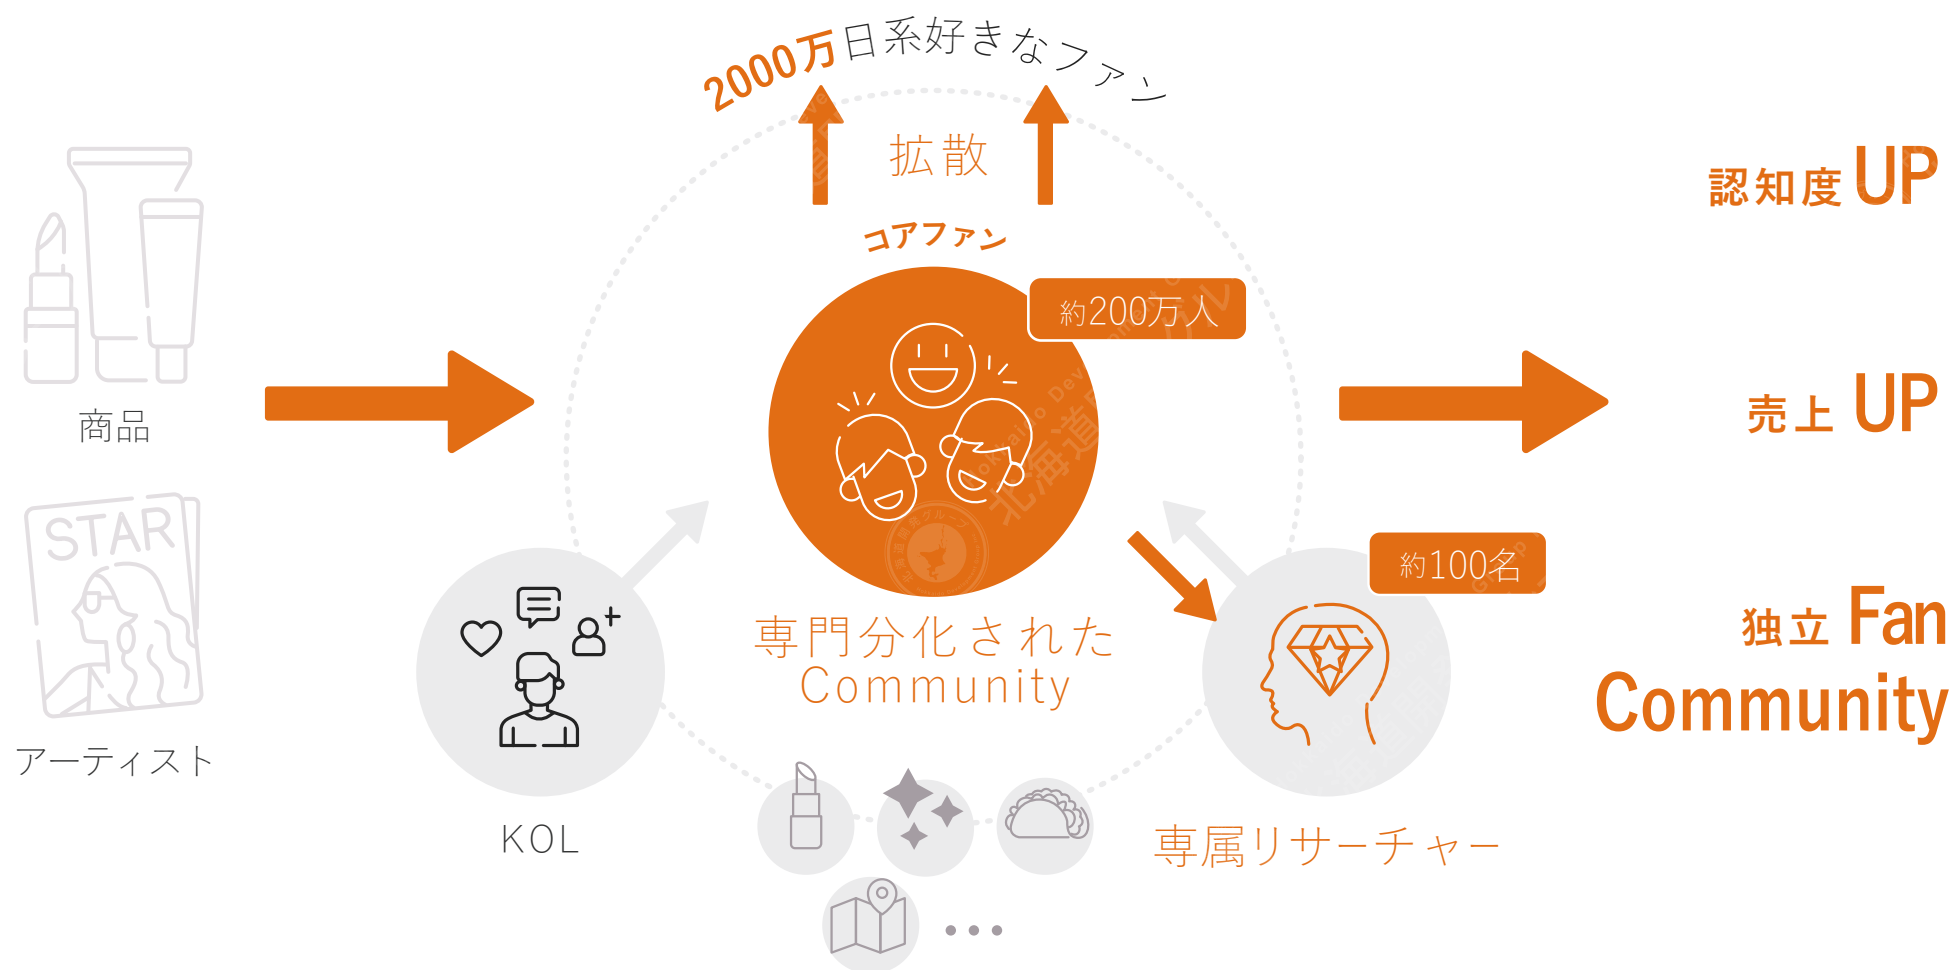 2000万日系好きなファン
拡散
コアファン
約200万人
商品
STAR
アーティスト
専門分化された
Community
KOL
約100名
専属リサーチャー
認知度 UP
売上 UP
独立 Fan
Community
北海道